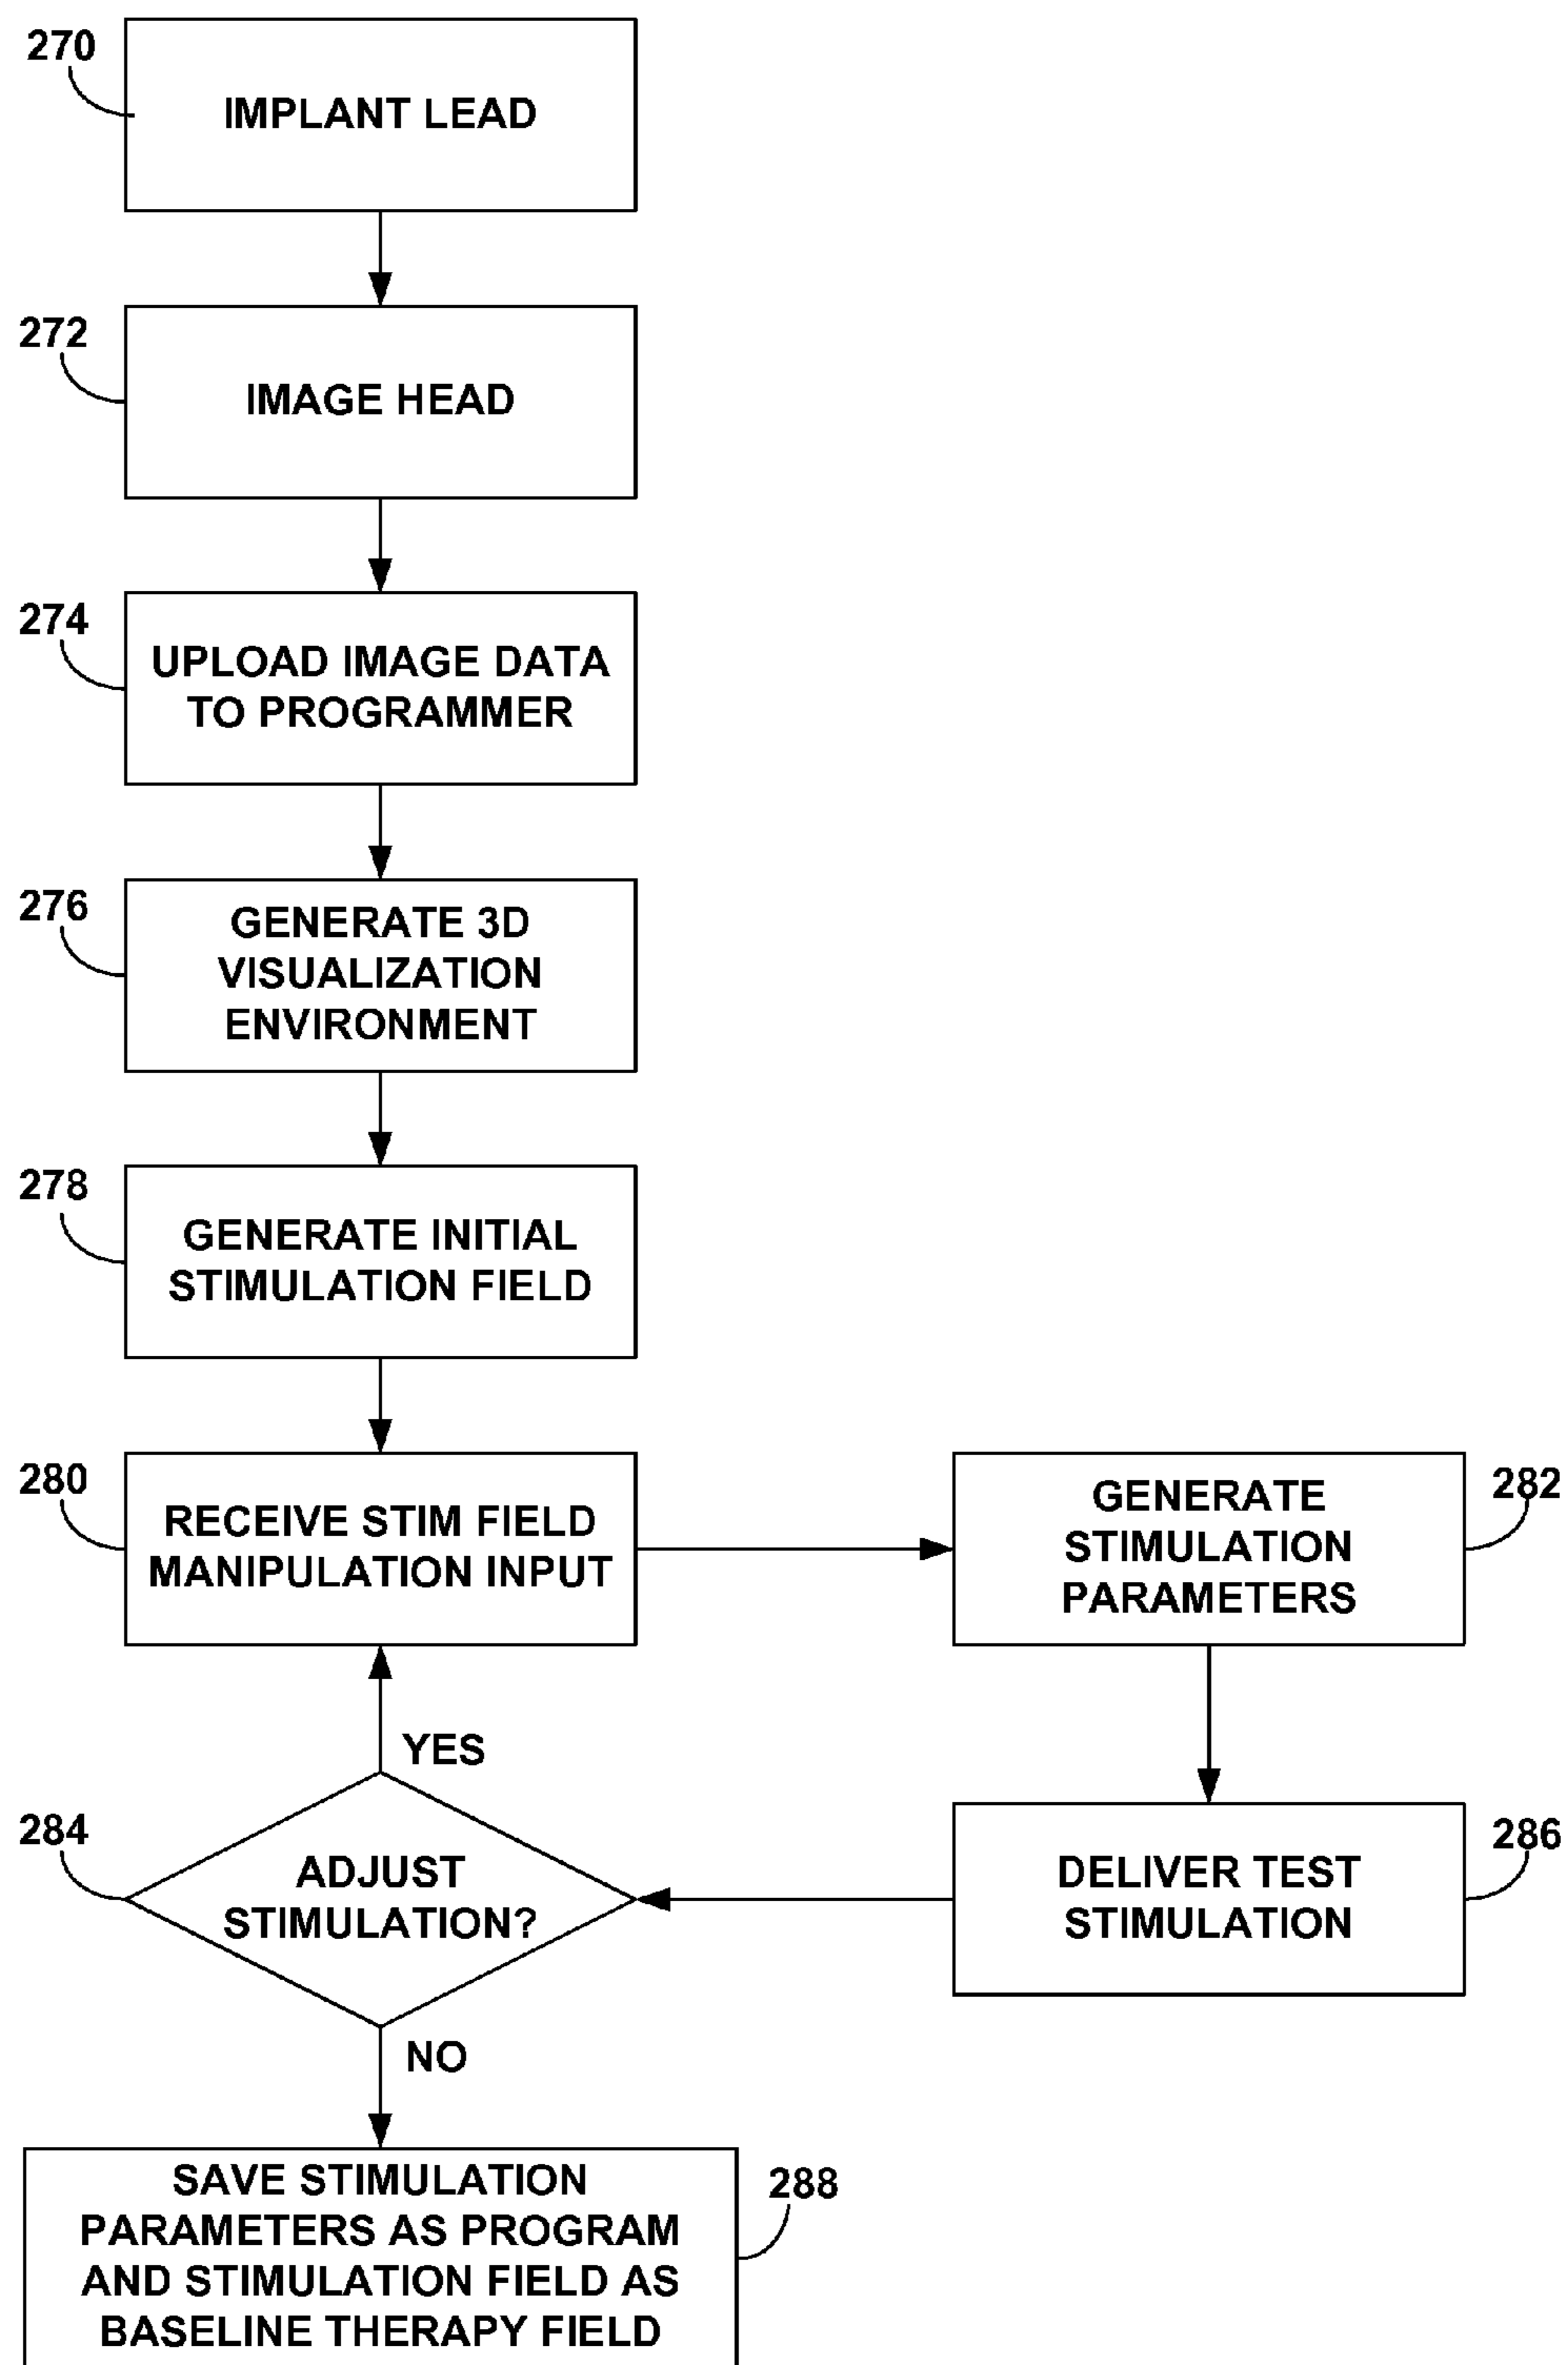 270
IMPLANT LEAD
272
IMAGE HEAD
274
UPLOAD IMAGE DATA
TO PROGRAMMER
276
GENERATE 3D
VISUALIZATION
ENVIRONMENT
278
GENERATE INITIAL
STIMULATION FIELD
280
RECEIVE STIM FIELD
MANIPULATION INPUT
282
GENERATE
STIMULATION
PARAMETERS
YES
284
ADJUST
STIMULATION?
286
DELIVER TEST
STIMULATION
NO
288
SAVE STIMULATION
PARAMETERS AS PROGRAM
AND STIMULATION FIELD AS
BASELINE THERAPY FIELD